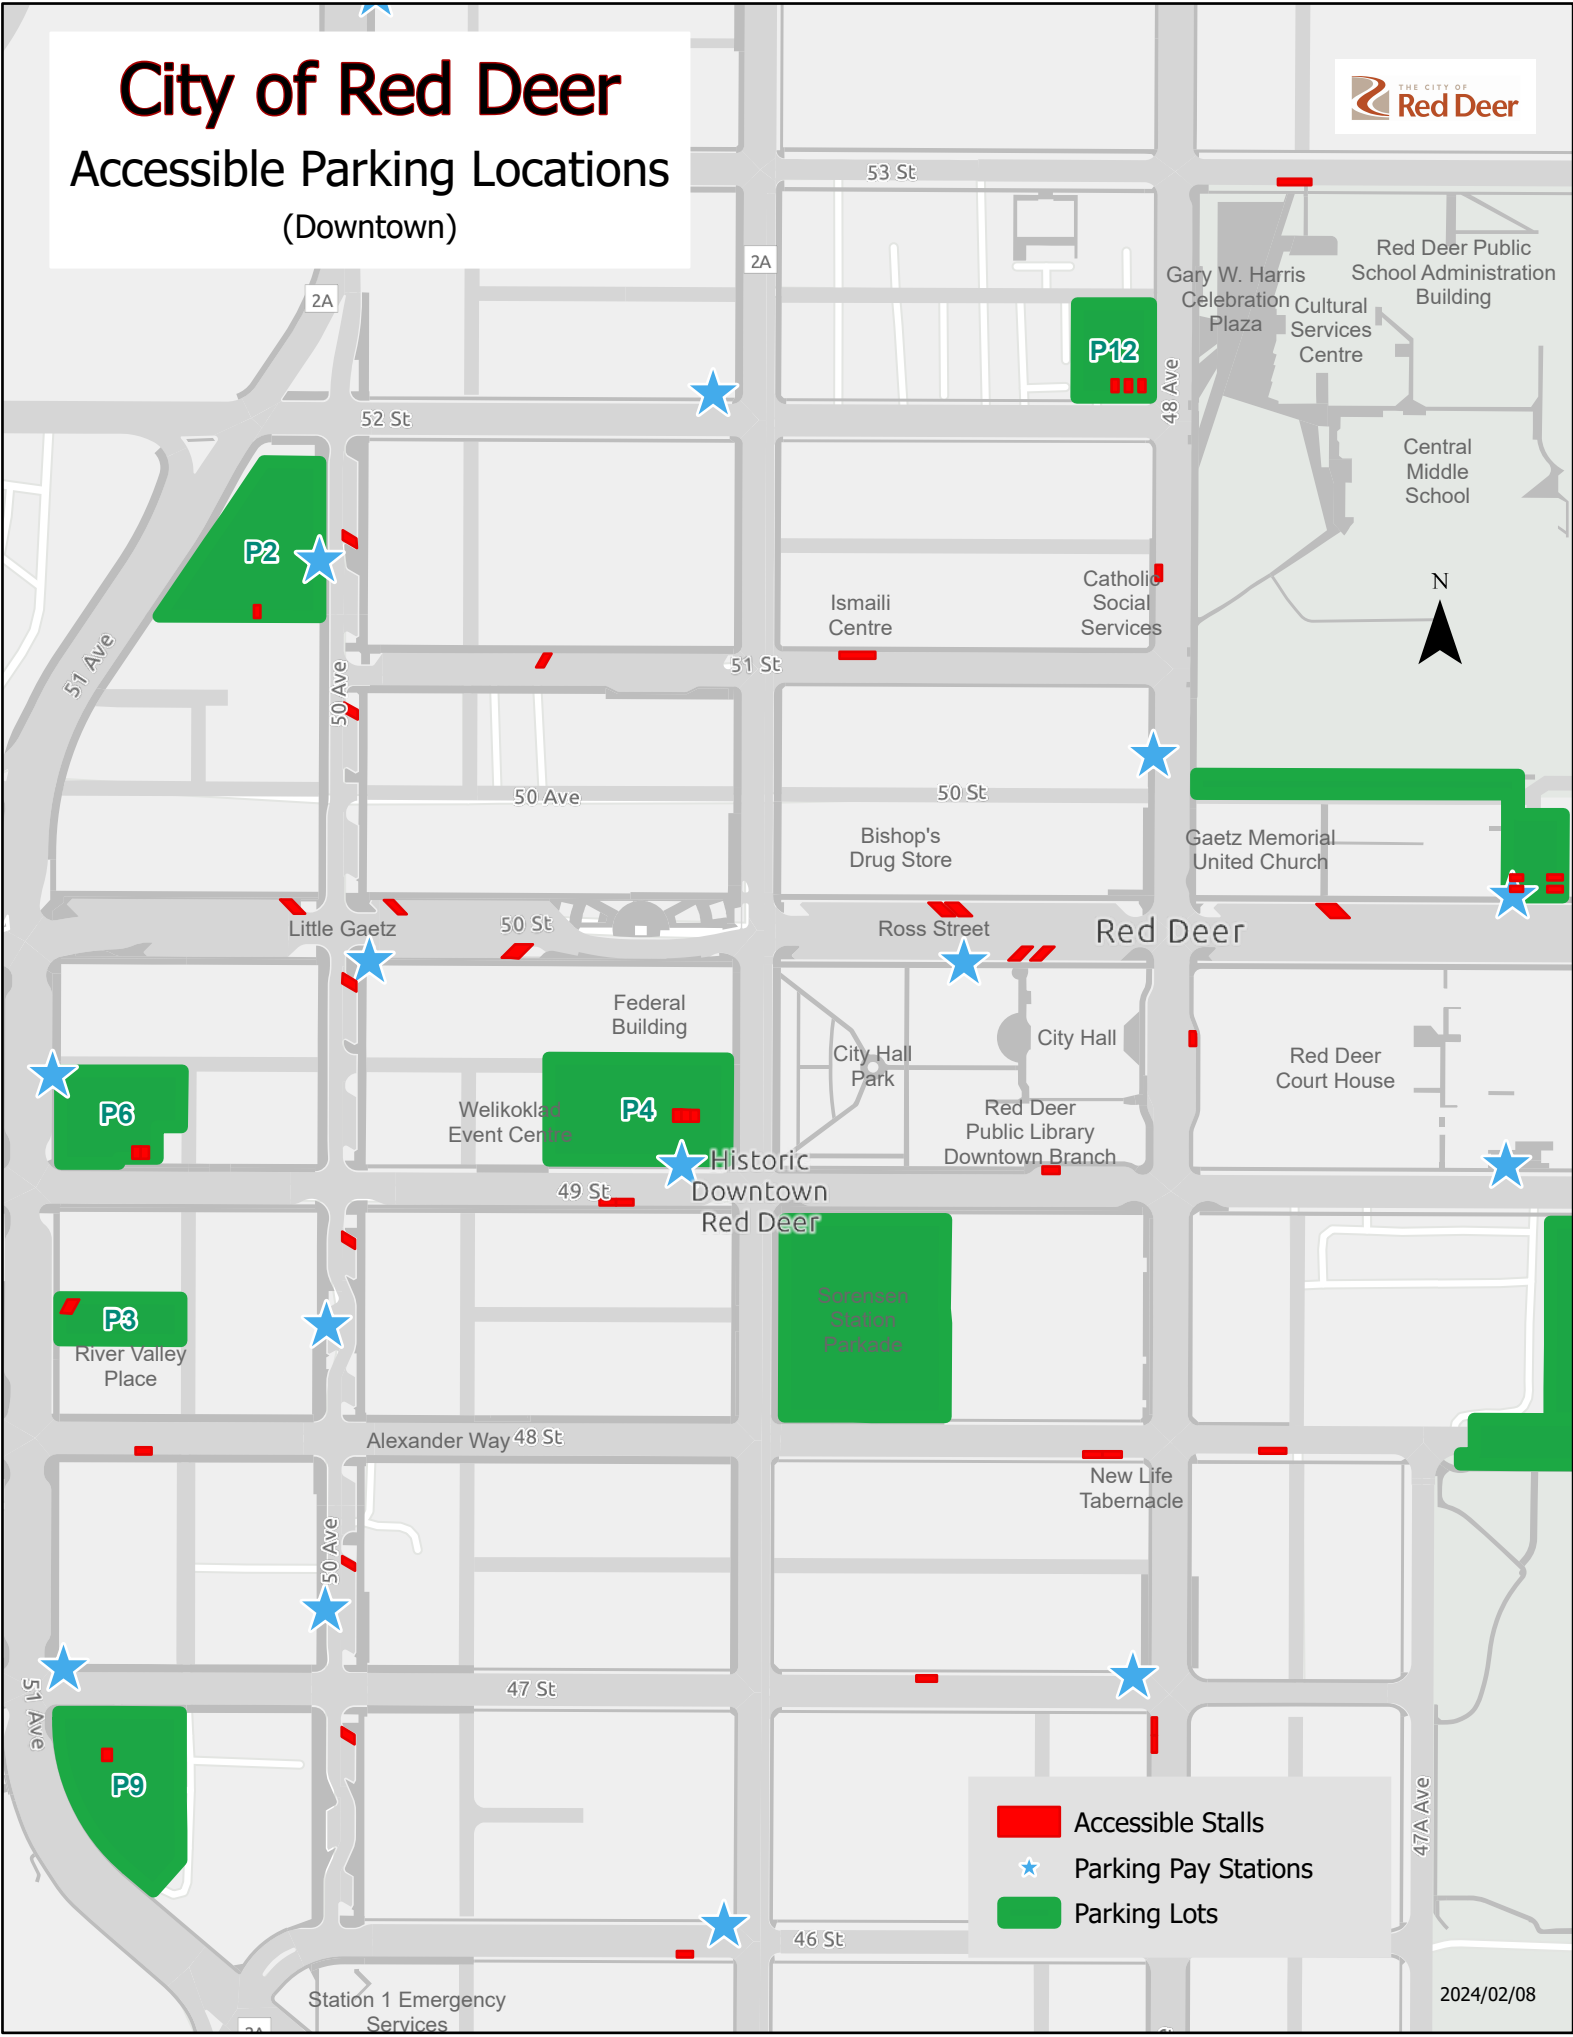 City of Red Deer
Accessible Parking Locations
(Downtown)
THE CITY OF
Red Deer
53 St
2A
2A
Gary W. Harris
Celebration
Plaza
Cultural
Services
Centre
Red Deer Public
School Administration
Building
P12
48 Ave
52 St
Central
Middle
School
P2
N
Catholic
Social
Services
Ismaili
Centre
51 Ave
50 Ave
51 St
50 Ave
50 St
Bishop's
Drug Store
Gaetz Memorial
United Church
Little Gaetz
50 St
Ross Street
Red Deer
Federal
Building
City Hall
Park
City Hall
Red Deer
Court House
P6
P4
Welikoklad
Event Centre
Red Deer
Public Library
Downtown Branch
Historic
Downtown
Red Deer
49 St
P3
River Valley
Place
Sorensen
Station
Parkade
Alexander Way
48 St
New Life
Tabernacle
50 Ave
51 Ave
47 St
P9
47A Ave
Accessible Stalls
Parking Pay Stations
Parking Lots
46 St
2024/02/08
Station 1 Emergency
Services
2A